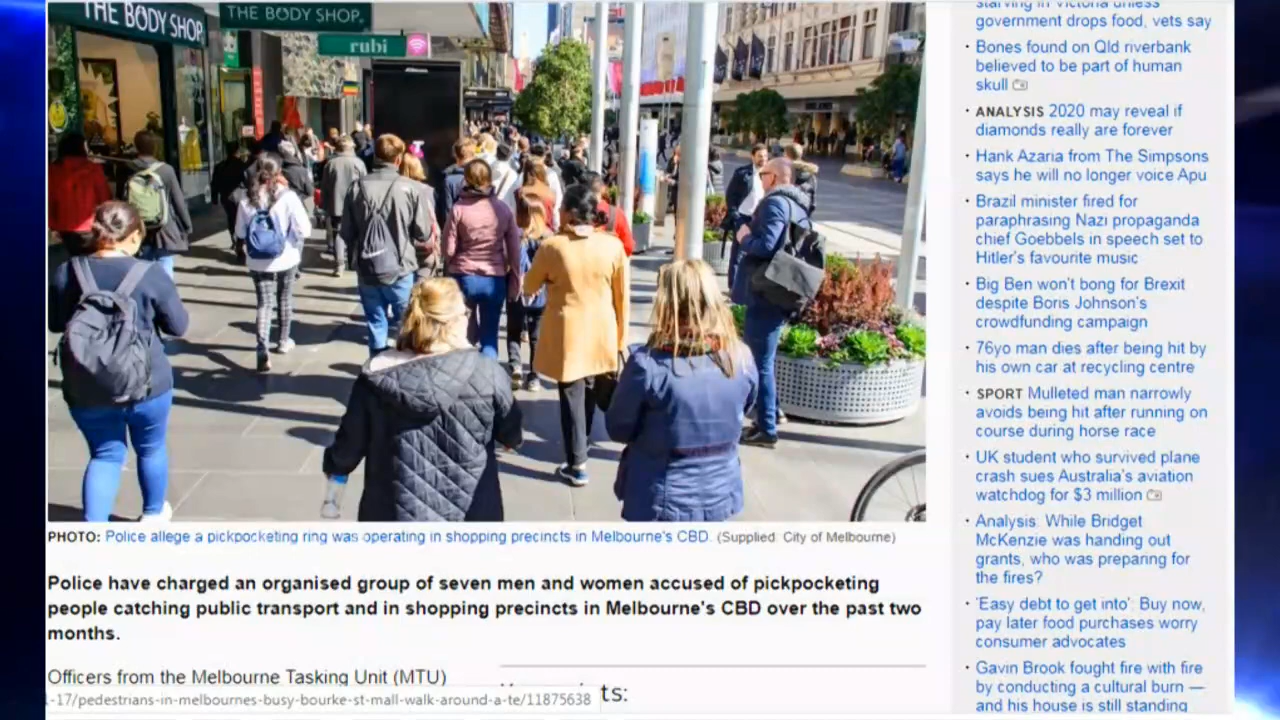 THE BODY SHOP
THE BODY SHOP.
rubi
PHOTO: Police allege a pickpocketing ring was operating in shopping precincts in Melbourne's CBD. (Supplied: City of Melbourne)
Police have charged an organised group of seven men and women accused of pickpocketing
people catching public transport and in shopping precincts in Melbourne's CBD over the past two
months.
Officers from the Melbourne Tasking Unit (MTU)
ts:
-17/pedestrians-in-melbournes-busy-bourke-st-mall-walk-around-a-te/11875638
starving in Victoria unless
government drops food, vets say
· Bones found on Qld riverbank
believed to be part of human
skull
· ANALYSIS 2020 may reveal if
diamonds really are forever
· Hank Azaria from The Simpsons
says he will no longer voice Apu
· Brazil minister fired for
paraphrasing Nazi propaganda
chief Goebbels in speech set to
Hitler's favourite music
· Big Ben won't bong for Brexit
despite Boris Johnson's
crowdfunding campaign
· 76yo man dies after being hit by
his own car at recycling centre
· SPORT Mulleted man narrowly
avoids being hit after running on
course during horse race
· UK student who survived plane
crash sues Australia's aviation
watchdog for $3 million
· Analysis: While Bridget
McKenzie was handing out
grants, who was preparing for
the fires?
· 'Easy debt to get into': Buy now,
pay later food purchases worry
consumer advocates
· Gavin Brook fought fire with fire
by conducting a cultural burn —
and his house is still standing